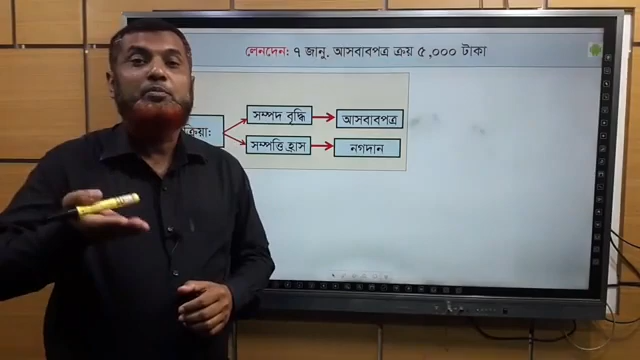 লেনদেন: ৭ জানু. আসবাবপত্র ক্রয় ৫,০০০ টাকা
সম্পদ বৃদ্ধি
আসবাবপত্র
সম্পত্তি হ্রাস
নগদান